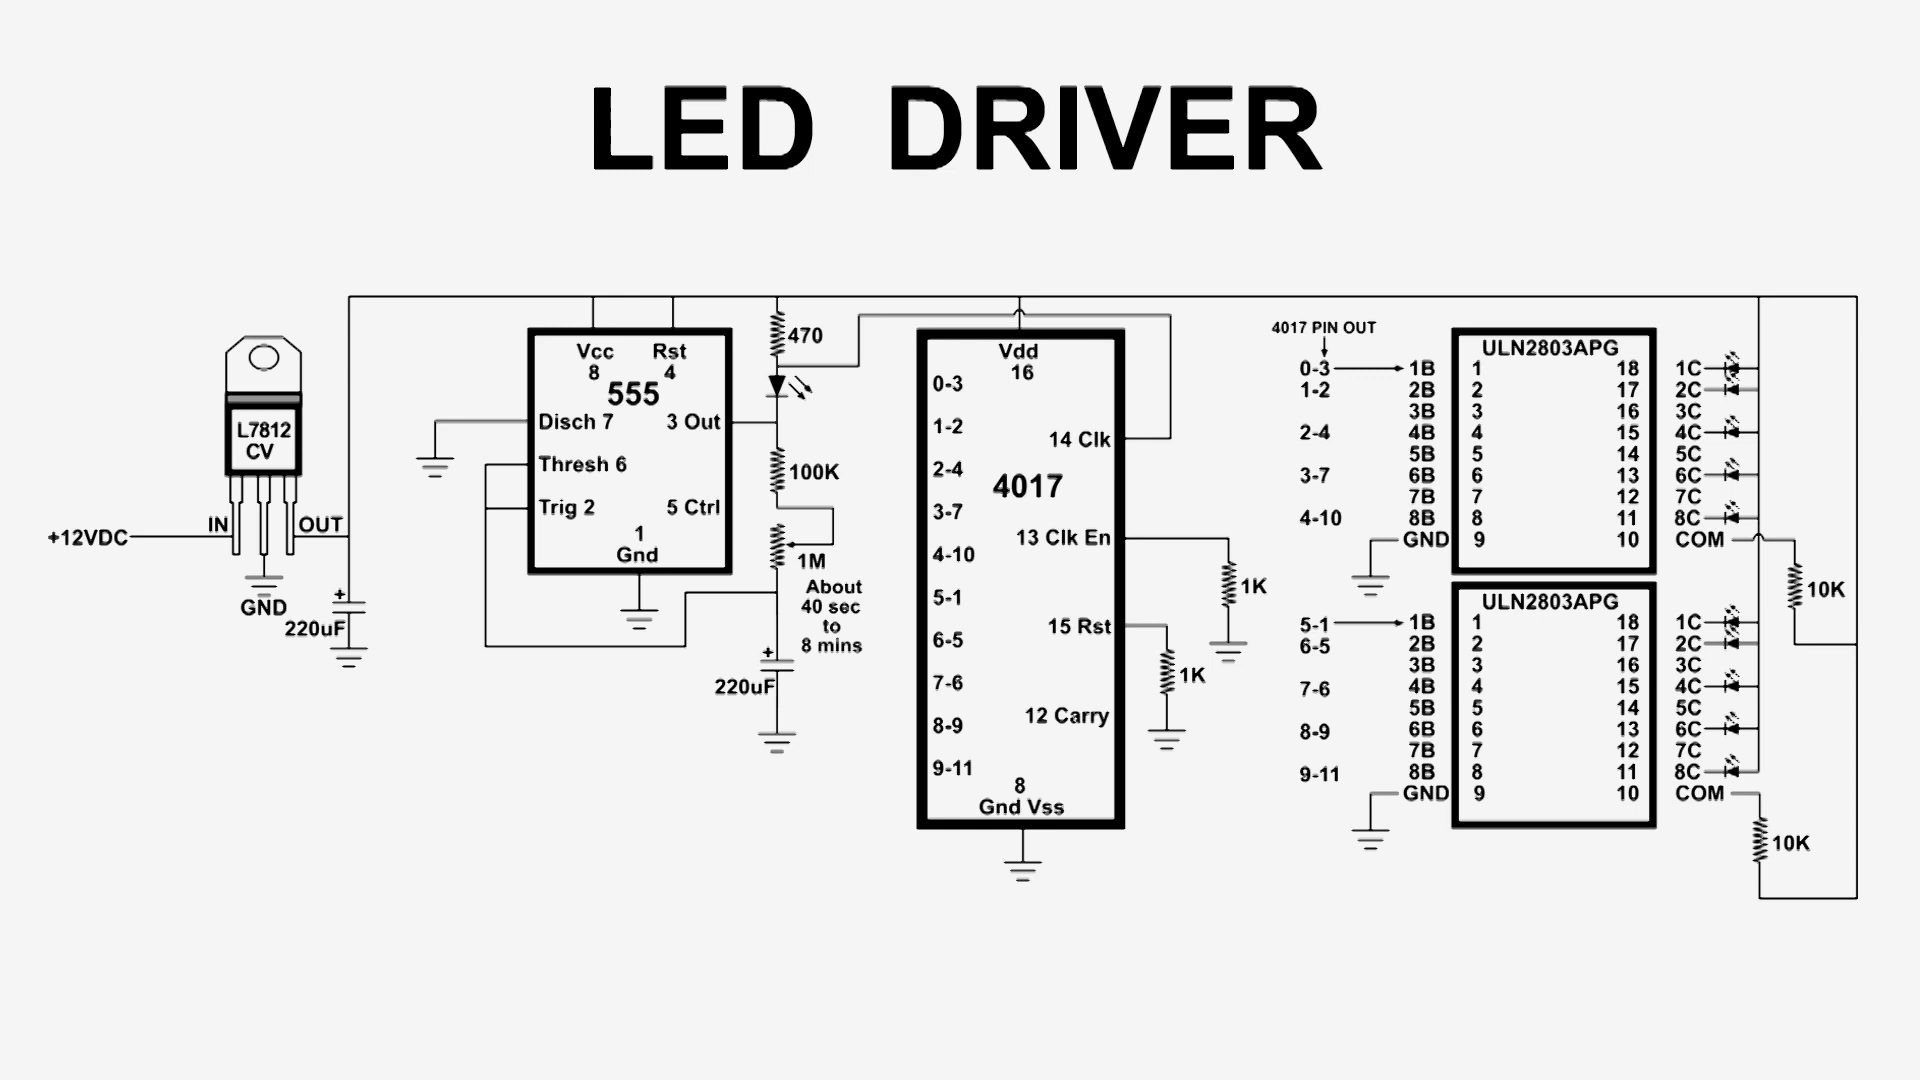 LED DRIVER
L7812
CV
IN
OUT
+12VDC
GND
+
220uF
Vcc
8
Rst
4
555
Disch 7
3 Out
Thresh 6
Trig 2
5 Ctrl
1
Gnd
470
100K
1M
About
40 sec
to
8 mins
+
220uF
Vdd
16
0-3
1-2
14 Clk
2-4
4017
3-7
13 Clk En
4-10
5-1
15 Rst
6-5
7-6
12 Carry
8-9
9-11
8
Gnd Vss
1K
1K
4017 PIN OUT
ULN2803APG
0-3 1B 1 18 1C
1-2 2B 2 17 2C
3B 3 16 3C
2-4 4B 4 15 4C
5B 5 14 5C
3-7 6B 6 13 6C
7B 7 12 7C
4-10 8B 8 11 8C
GND 9 10 COM
10K
ULN2803APG
5-1 1B 1 18 1C
6-5 2B 2 17 2C
3B 3 16 3C
7-6 4B 4 15 4C
5B 5 14 5C
8-9 6B 6 13 6C
7B 7 12 7C
9-11 8B 8 11 8C
GND 9 10 COM
10K